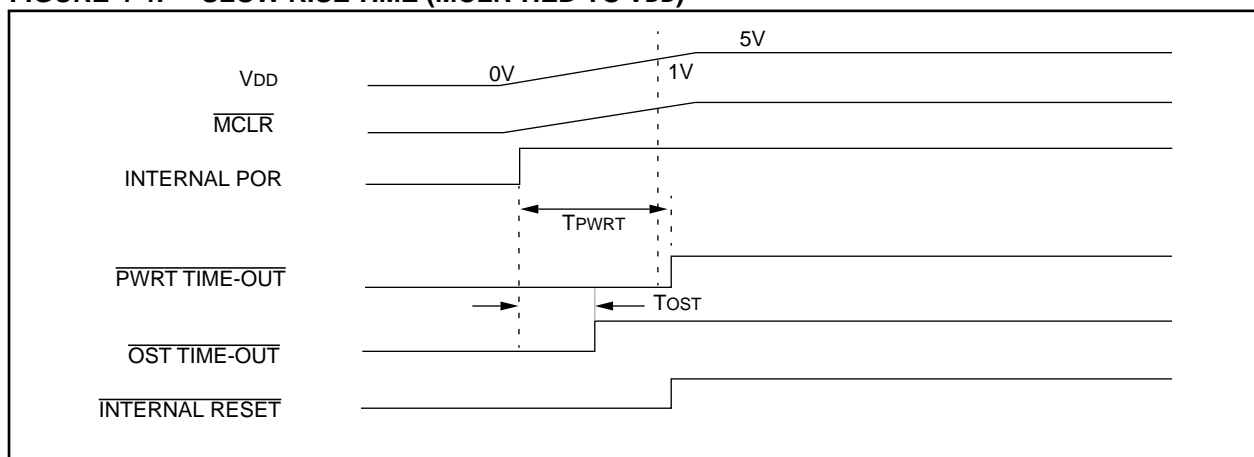 5V
0V
1V
VDD
MCLR
INTERNAL POR
TPWRT
PWRT TIME-OUT
TOST
OST TIME-OUT
INTERNAL RESET